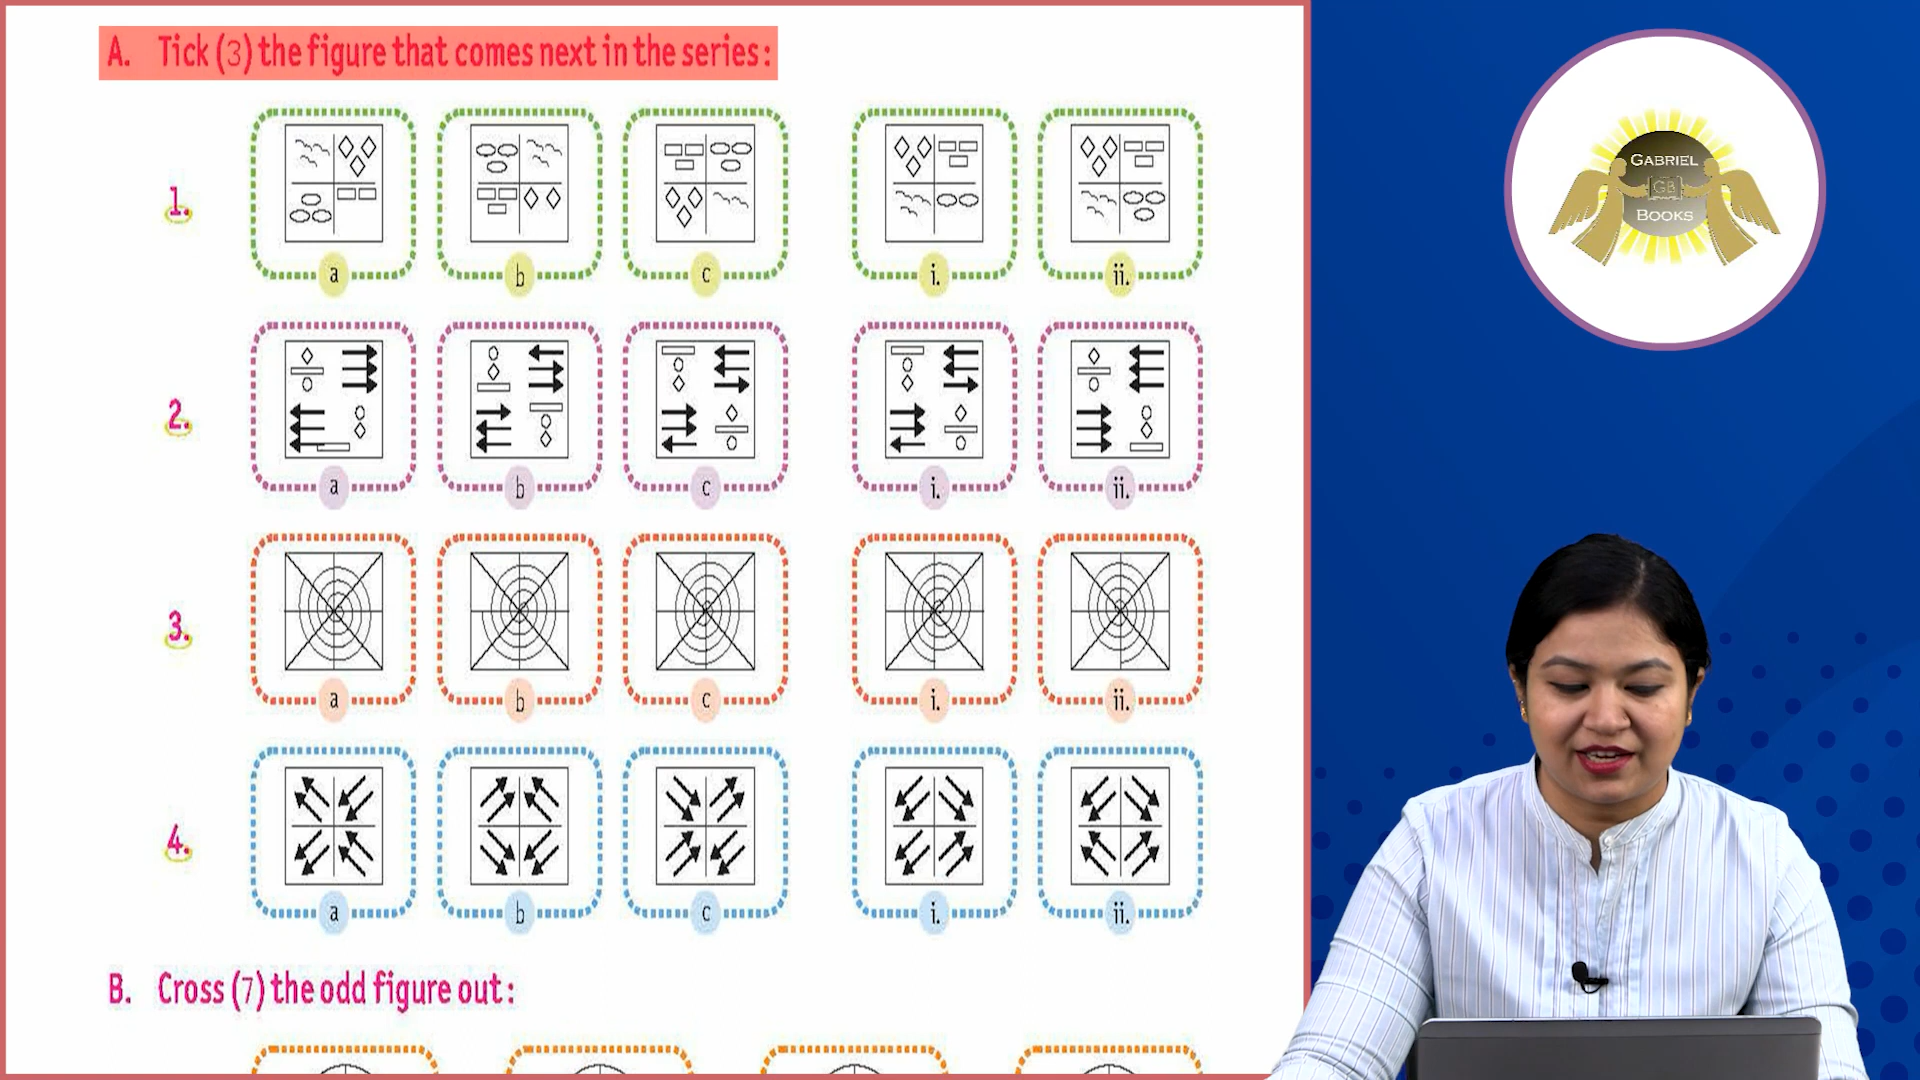 A. Tick (3) the figure that comes next in the series:
1.
a b c i. ii.
2.
a b c i. ii.
3.
a b c i. ii.
4.
a b c i. ii.
B. Cross (7) the odd figure out:
GABRIEL
GB
BOOKS